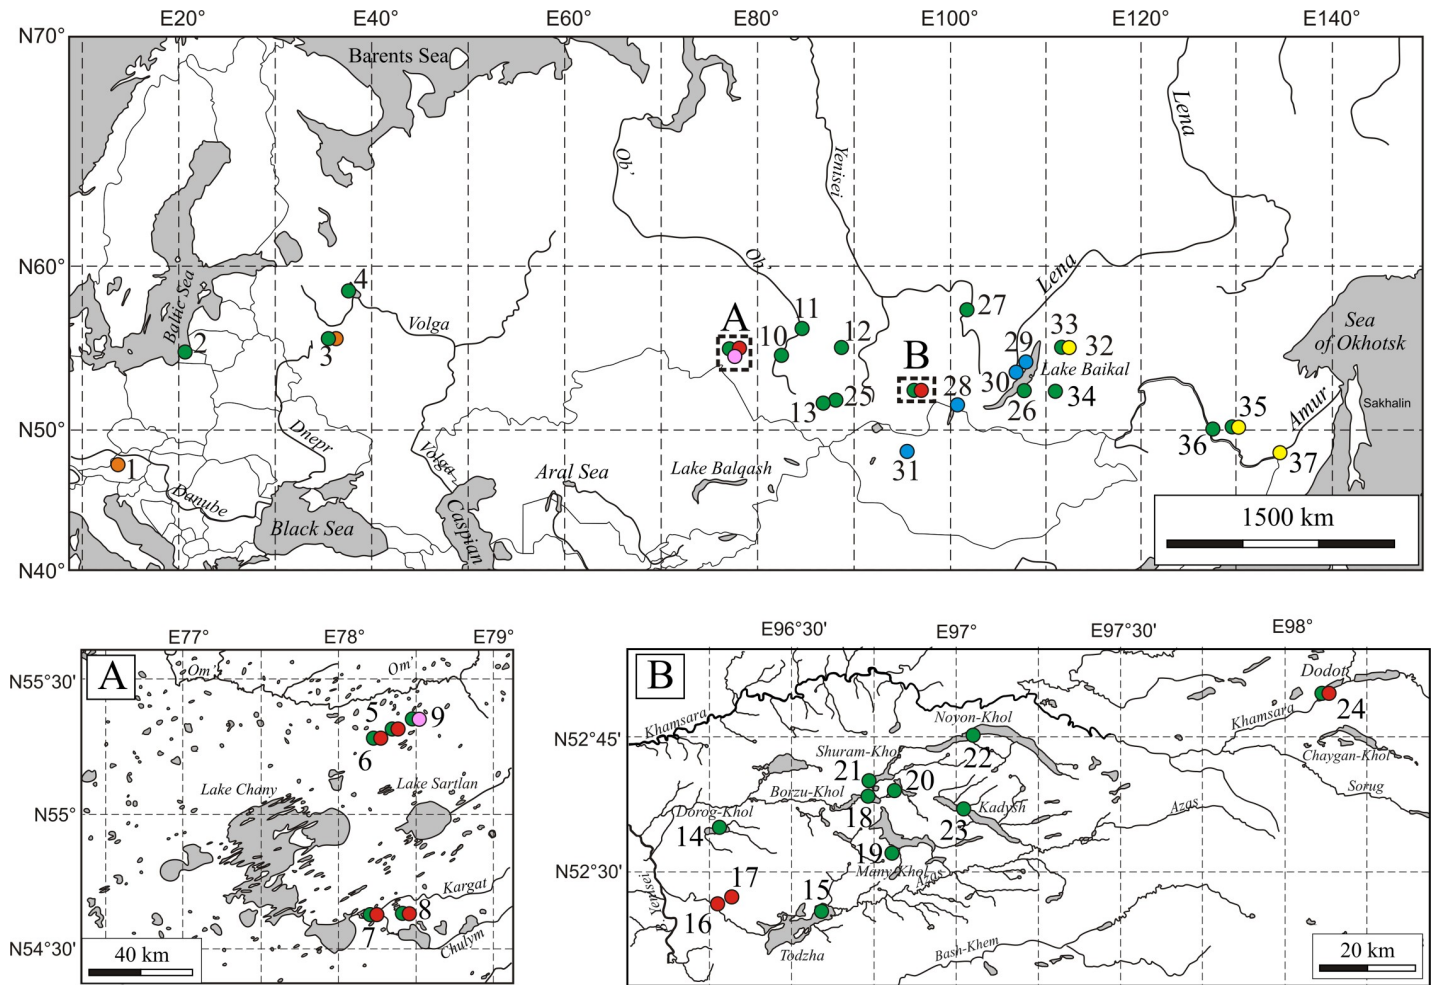 E20° E40° E60° E80° E100° E120° E140°
N70°
Barents Sea
Lena
Ob'
Yenisei
Lena
N60°
Ob'
Lena
4
Baltic Sea
Volga
A
10
11
12
27
33
32
29
Sea
of Okhotsk
2
3
B
28
30
Lake Baikal
13
25
26
34
35
Amur
Sakhalin
N50°
36
37
Dnepr
31
1
Volga
Aral Sea
Lake Balqash
Danube
Black Sea
Caspian
1500 km
N40°
E77° E78° E79°
A
Om'
Om'
N55°30'
5
9
6
Lake Chany
Lake Sartlan
N55°
Kargat
7
8
Chulym
N54°30'
40 km
E96°30' E97° E97°30' E98°
B
Dodot
24
Khamsara
Noyon-Khol
Khamsara
N52°45'
22
Chaygan-Khol
Shuram-Khol
21
20
Sorug
Borzu-Khol
18
Kadysh
Azas
Dorog-Khol
14
23
19
N52°30'
Many-Khol
Azas
17
15
Yenisei
16
Todzha
Bash-Khem
20 km